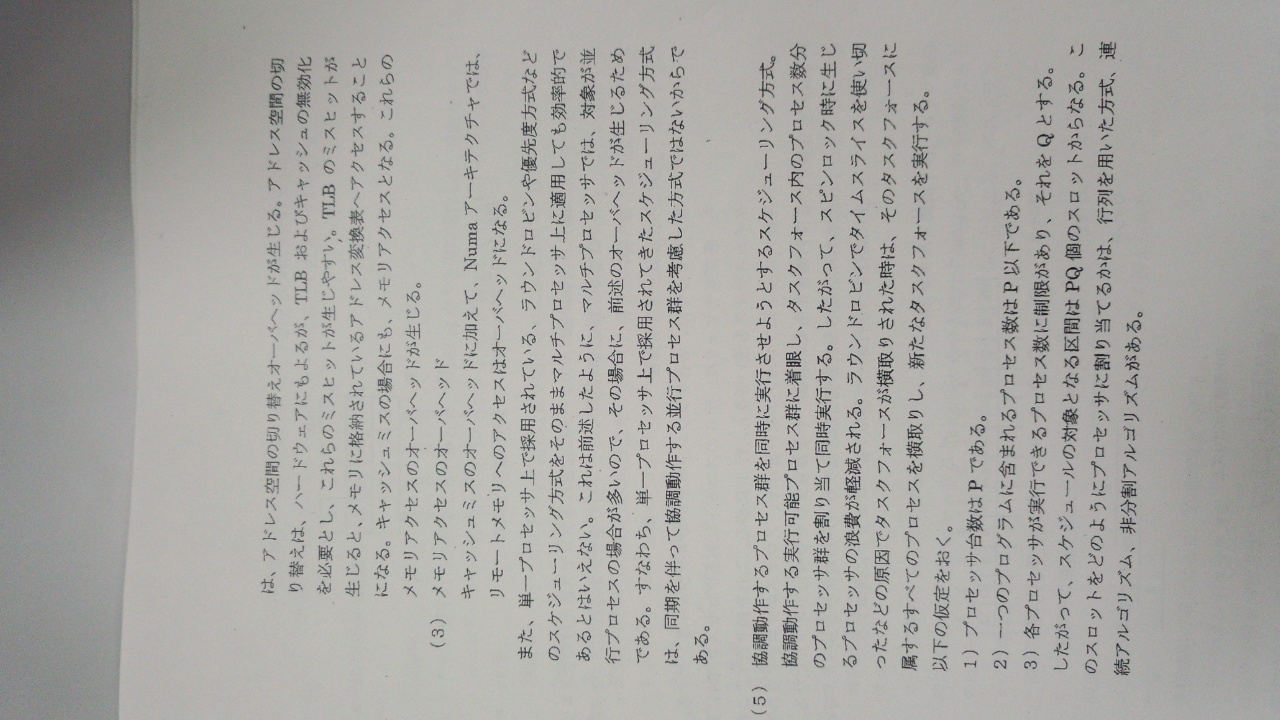 は、アドレス空間の切り替えオーバヘッドが生じる。アドレス空間の切
り替えは、ハードウェアにもよるが、TLB およびキャッシュの無効化
を必要とし、これらのミスヒットが生じやすい。TLB のミスヒットが
生じると、メモリに格納されているアドレス変換表へアクセスすること
になる。キャッシュミスの場合にも、メモリアクセスとなる。これらの
メモリアクセスのオーバヘッドが生じる。
（3） メモリアクセスのオーバヘッド
キャッシュミスのオーバヘッドに加えて、Numa アーキテクチャでは、
リモートメモリへのアクセスはオーバヘッドになる。
また、単一プロセッサ上で採用されている、ラウンドロビンや優先度方式など
のスケジューリング方式をそのままマルチプロセッサ上に適用しても効率的で
あるとはいえない。これは前述したように、マルチプロセッサでは、対象が並
行プロセスの場合が多いので、その場合に、前述のオーバヘッドが生じるため
である。すなわち、単一プロセッサ上で採用されてきたスケジューリング方式
は、同期を伴って協調動作する並行プロセス群を考慮した方式ではないからで
ある。
（5） 協調動作するプロセス群を同時に実行させようとするスケジューリング方式。
協調動作する実行可能プロセス群に着眼し、タスクフォース内のプロセス数分
のプロセッサ群を割り当て同時実行する。したがって、スピンロック時に生じ
るプロセッサの浪費が軽減される。ラウンドロビンでタイムスライスを使い切
ったなどの原因でタスクフォースが横取りされた時は、そのタスクフォースに
属するすべてのプロセスを横取りし、新たなタスクフォースを実行する。
以下の仮定をおく。
1）プロセッサ台数は P である。
2）一つのプログラムに含まれるプロセス数は P 以下である。
3）各プロセッサが実行できるプロセス数に制限があり、それを Q とする。
したがって、スケジュールの対象となる区間は PQ 個のスロットからなる。こ
のスロットをどのようにプロセッサに割り当てるかは、行列を用いた方式、連
続アルゴリズム、非分割アルゴリズムがある。